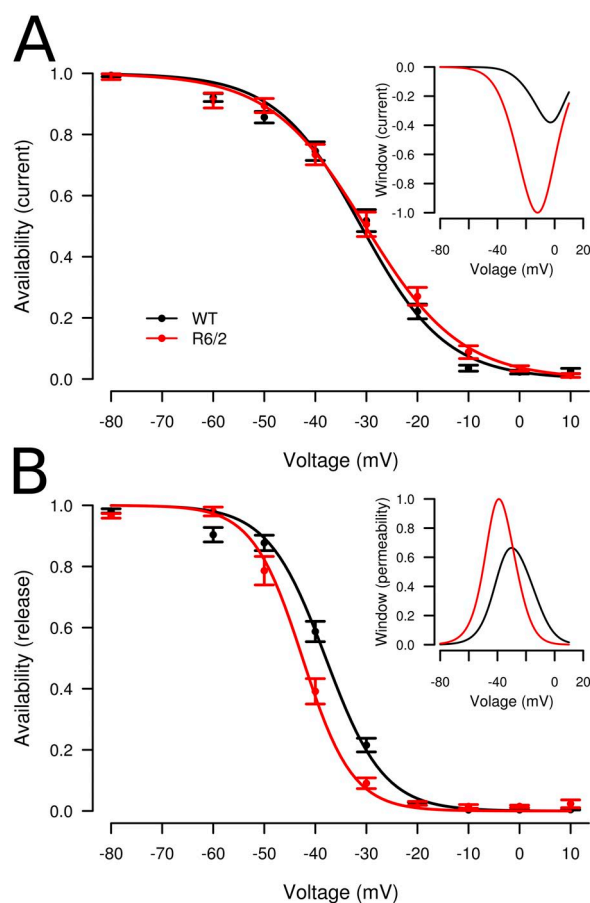 A
Availability (current)
1.0
0.8
0.6
0.4
0.2
0.0
WT
R6/2
-80 -70 -60 -50 -40 -30 -20 -10 0 10
Voltage (mV)
Window (current)
0.0
-0.2
-0.4
-0.6
-0.8
-1.0
-80 -40 0 20
Volage (mV)
B
Availability (release)
1.0
0.8
0.6
0.4
0.2
0.0
-80 -70 -60 -50 -40 -30 -20 -10 0 10
Voltage (mV)
Window (permeability)
1.0
0.8
0.6
0.4
0.2
0.0
-80 -40 0 20
Volage (mV)